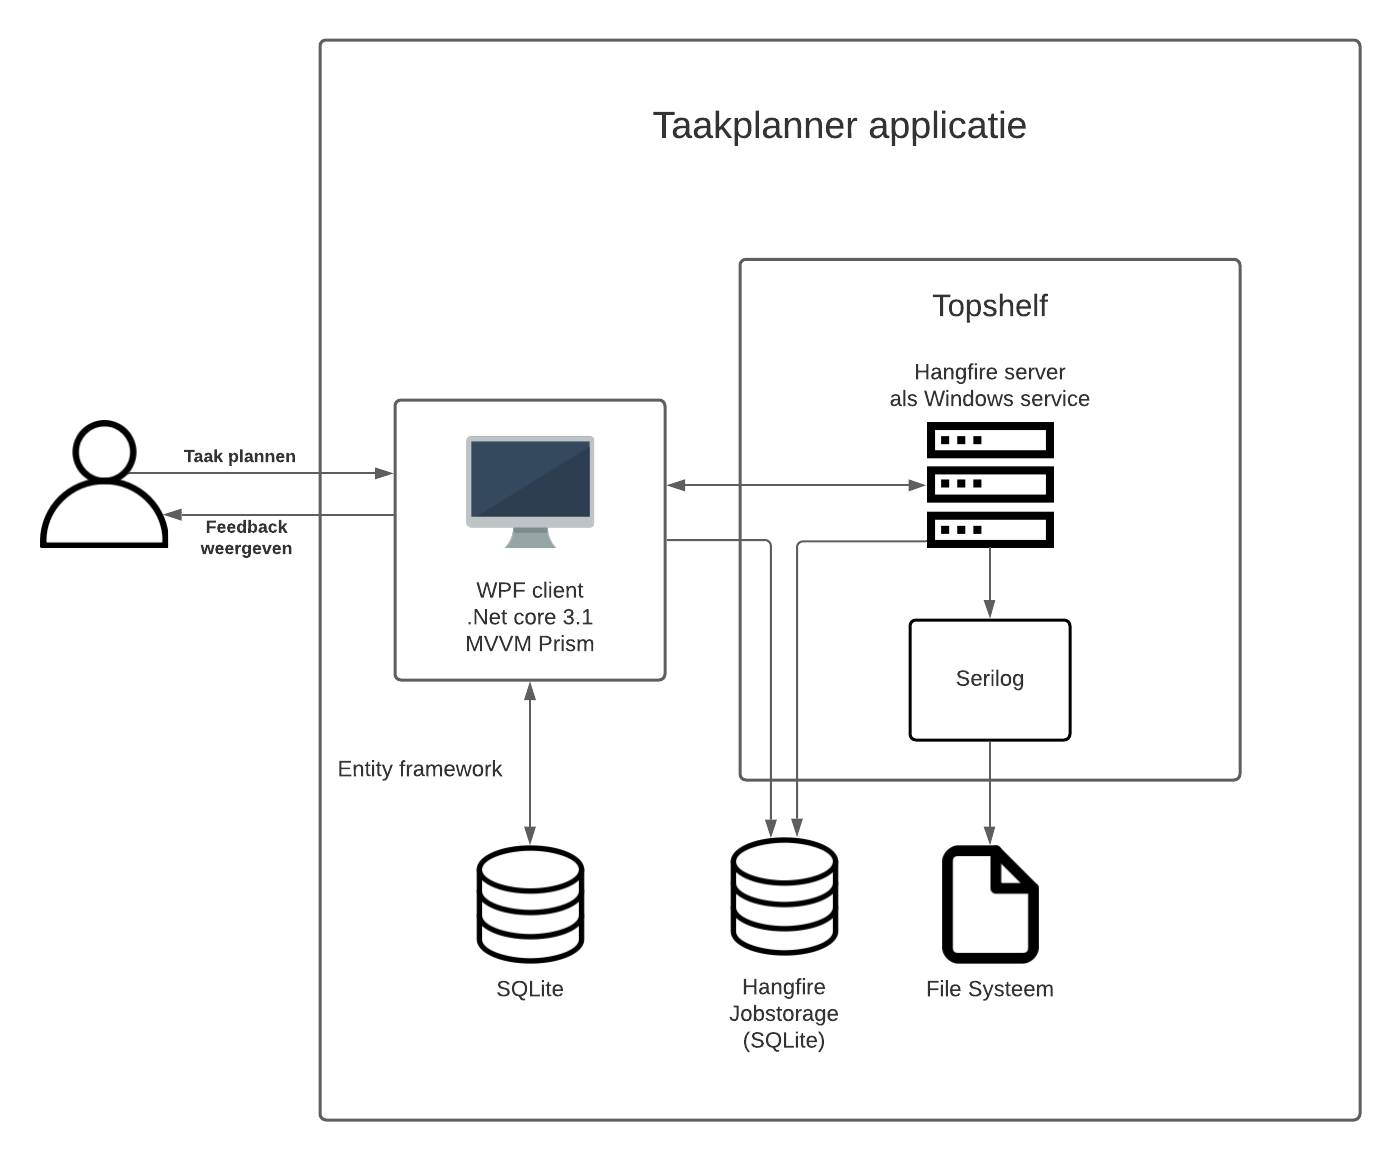 Taakplanner applicatie
Topshelf
Hangfire server
als Windows service
Taak plannen
Feedback
weergeven
WPF client
.Net core 3.1
MVVM Prism
Serilog
Entity framework
SQLite
Hangfire
Jobstorage
(SQLite)
File Systeem